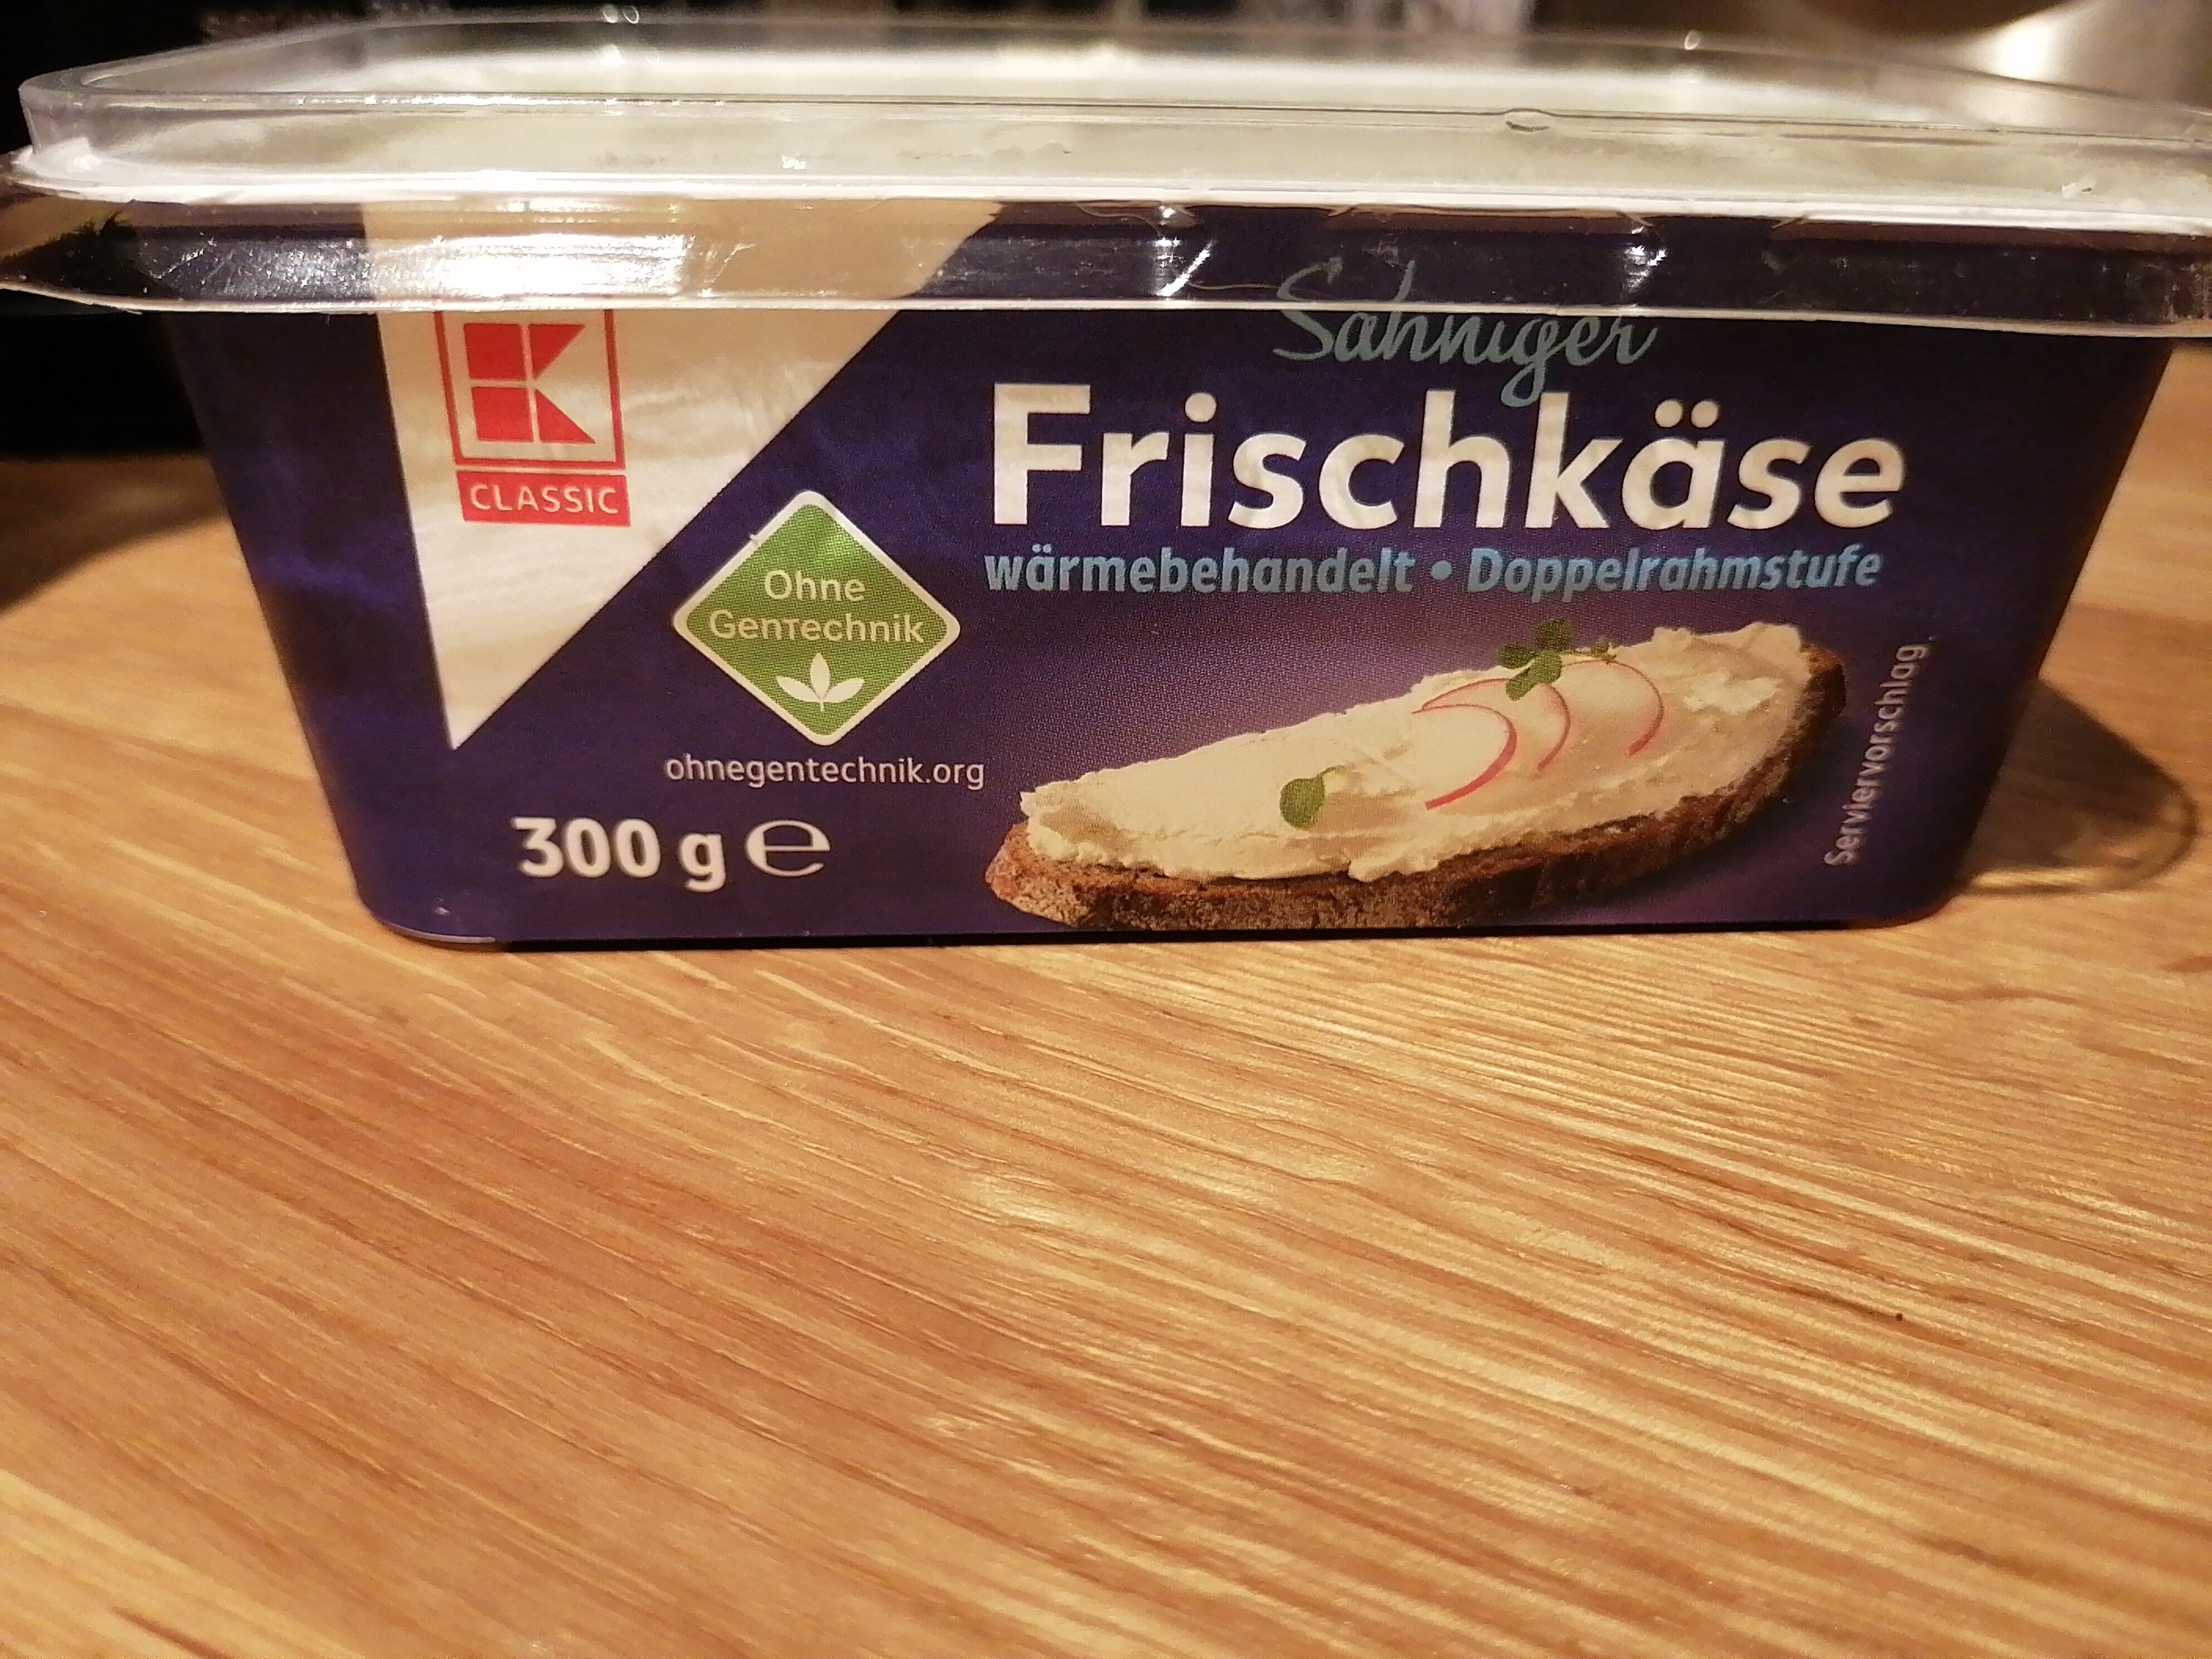 K
CLASSIC
Sahniger
Frischkäse
wärmebehandelt • Doppelrahmstufe
Ohne
Gentechnik
ohnegentechnik.org
300 g ℮
Serviervorschlag